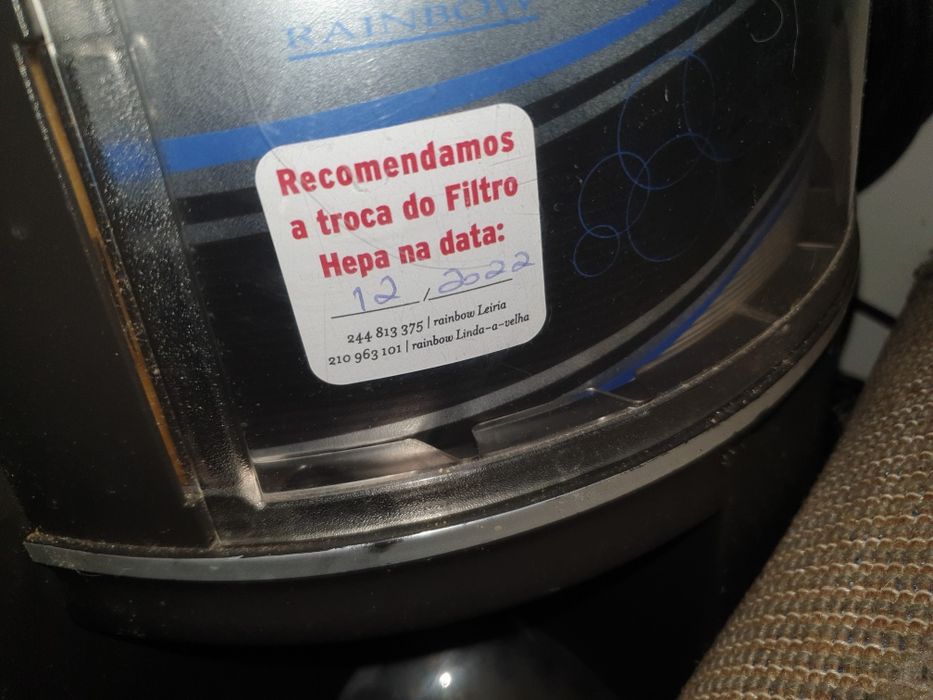 RAINBOW
Recomendamos
a troca do Filtro
Hepa na data:
12 / 2022
244 813 375 | rainbow Leiria
210 963 101 | rainbow Linda-a-velha